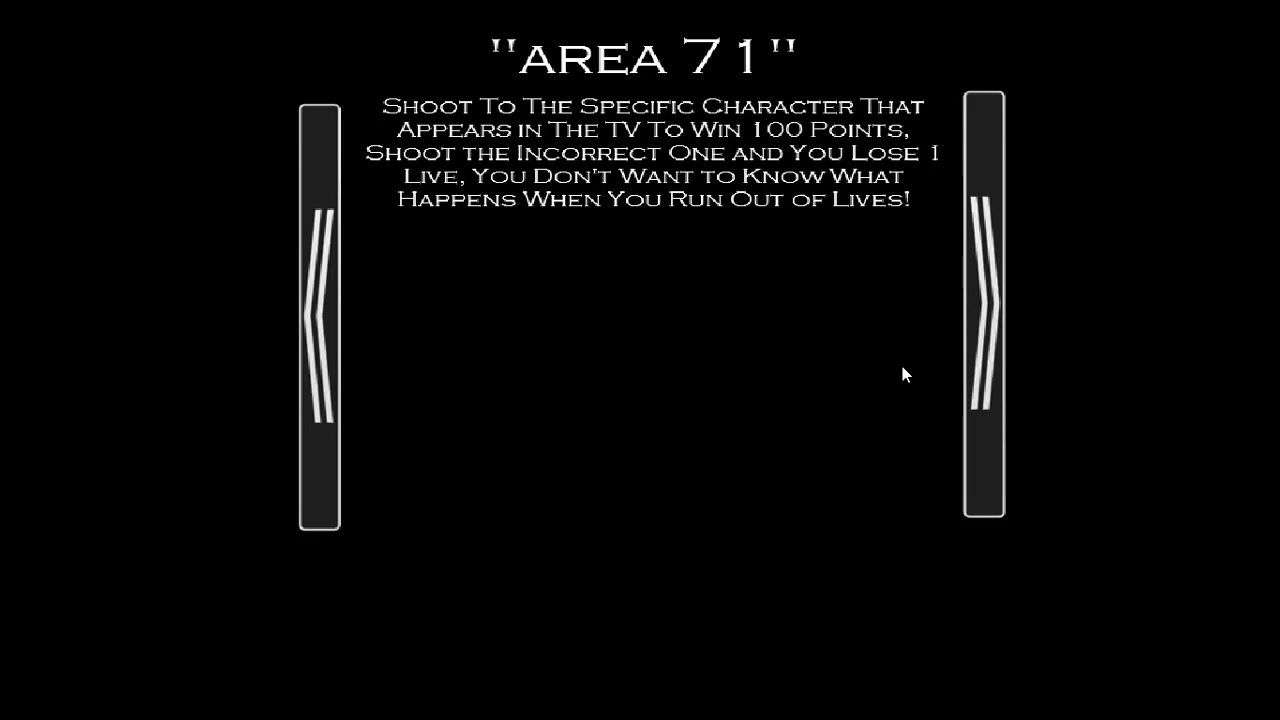 "AREA 71"
Shoot To The Specific Character That
Appears in The TV To Win 100 Points,
Shoot the Incorrect One and You Lose 1
Live, You Don't Want to Know What
Happens When You Run Out of Lives!